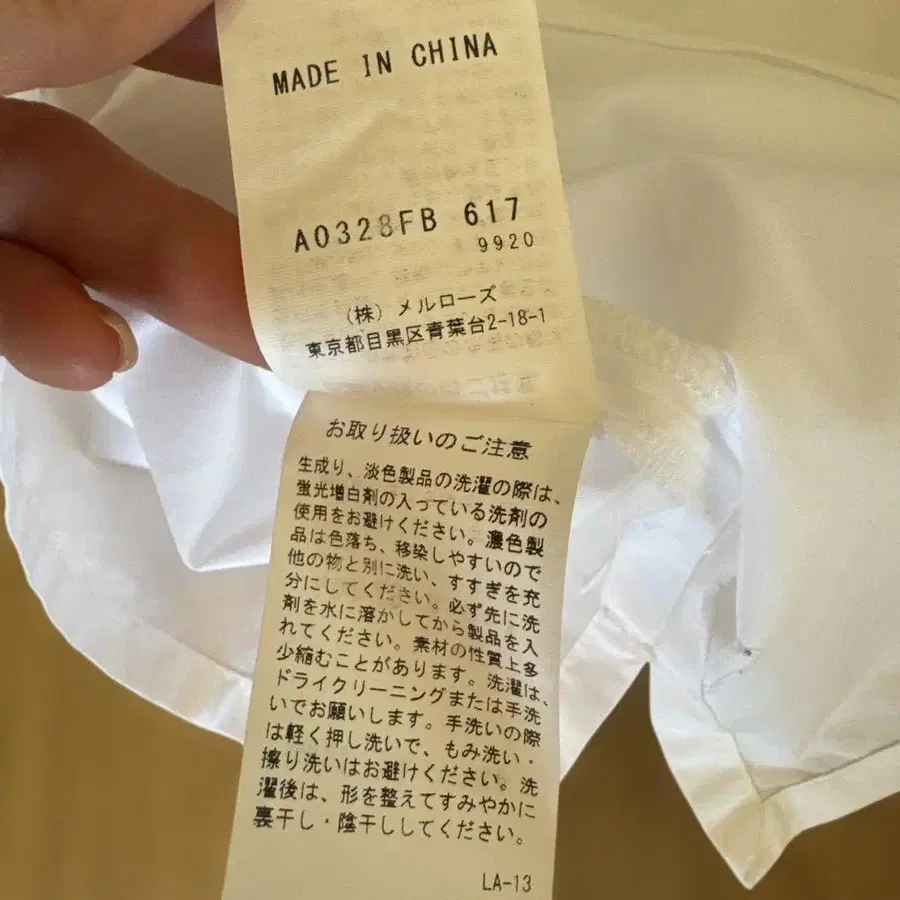 MADE IN CHINA
A0328FB 617
9920
(株) メルローズ
東京都目黒区青葉台2-18-1
お取り扱いのご注意
生成り、淡色製品の洗濯の際は、
蛍光増白剤の入っている洗剤の
使用をお避けください。濃色製
品は色落ち、移染しやすいので
他の物と別に洗い、すすぎを充
分にしてください。必ず先に洗
剤を水に溶かしてから製品を入
れてください。素材の性質上多
少縮むことがあります。洗濯は、
ドライクリーニングまたは手洗
いでお願いします。手洗いの際
は軽く押し洗いで、もみ洗い・
擦り洗いはお避けください。洗
濯後は、形を整えてすみやかに
裏干し・陰干ししてください。
LA-13